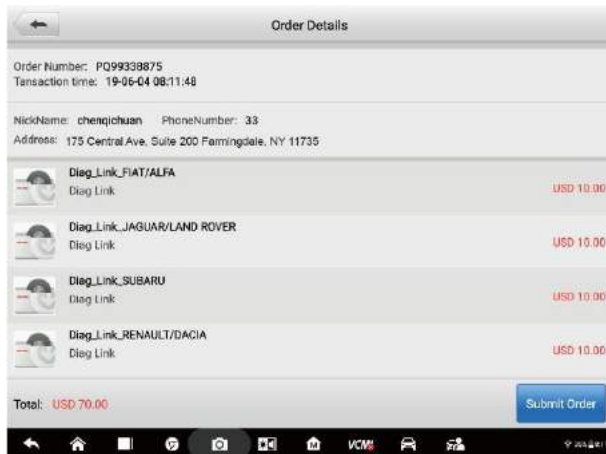 Order Details
Order Number: PQ99338875
Tansaction time: 19-06-04 08:11:48
NickName: chenqichuan PhoneNumber: 33
Address: 175 Central Ave, Suite 200 Farmingdale, NY 11735
Diag_Link_FIAT/ALFA
Diag Link
USD 10.00
Diag_Link_JAGUAR/LAND ROVER
Diag Link
USD 10.00
Diag_Link_SUBARU
Diag Link
USD 10.00
Diag_Link_RENAULT/DACIA
Diag Link
USD 10.00
Total: USD 70.00
Submit Order
M
VCMI